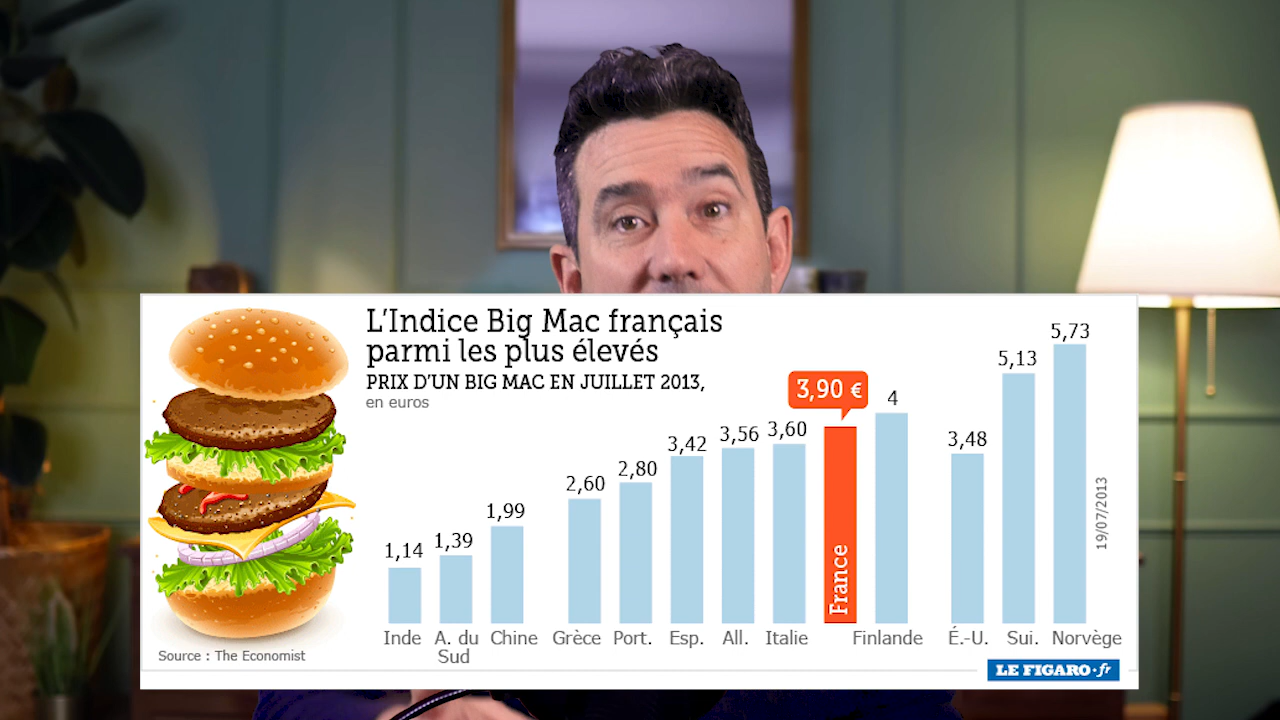 L'Indice Big Mac français
parmi les plus élevés
PRIX D'UN BIG MAC EN JUILLET 2013,
en euros
1,14
1,39
1,99
2,60
2,80
3,42
3,56
3,60
3,90 €
4
3,48
5,13
5,73
Inde
A. du
Sud
Chine
Grèce
Port.
Esp.
All.
Italie
France
Finlande
É.-U.
Sui.
Norvège
19/07/2013
Source : The Economist
LE FIGARO·fr